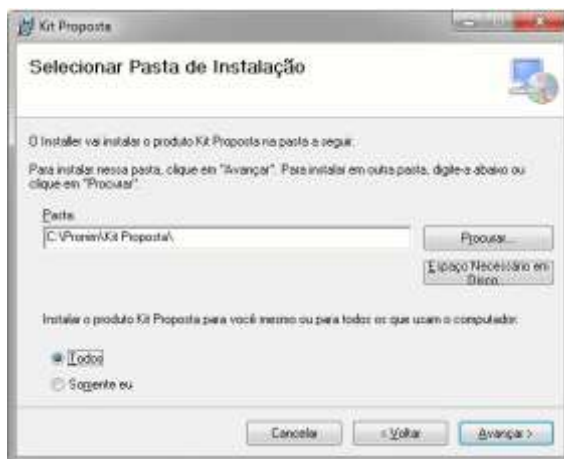 Kit Proposta
Selecionar Pasta de Instalação
O Installer vai instalar o produto Kit Proposta na pasta a seguir.
Para instalar nessa pasta, clique em "Avançar". Para instalar em outra pasta, digite-a abaixo ou
clique em "Procurar".
Pasta
C:\Pronim\Kit Proposta\
Procurar...
Espaço Necessário em
Disco
Instalar o produto Kit Proposta para você mesmo ou para todos os que usam o computador:
Todos
Somente eu
Cancelar
< Voltar
Avançar >